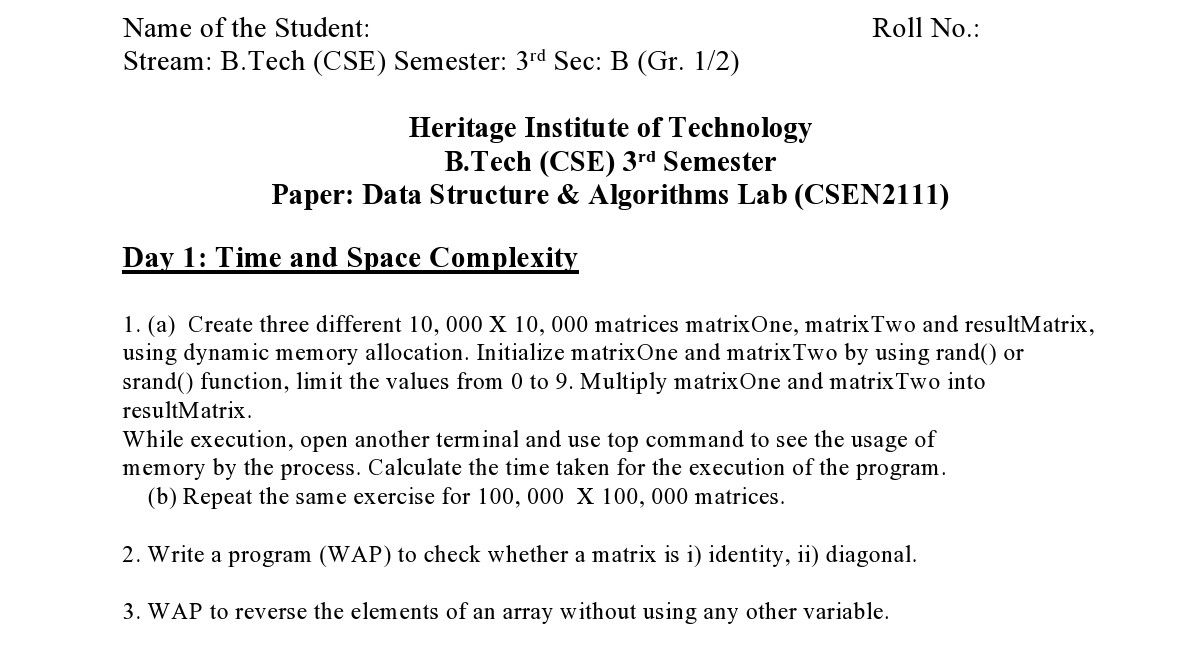 Name of the Student: Roll No.:
Stream: B.Tech (CSE) Semester: 3rd Sec: B (Gr. 1/2)
Heritage Institute of Technology
B.Tech (CSE) 3rd Semester
Paper: Data Structure & Algorithms Lab (CSEN2111)
Day 1: Time and Space Complexity
1. (a) Create three different 10, 000 X 10, 000 matrices matrixOne, matrixTwo and resultMatrix,
using dynamic memory allocation. Initialize matrixOne and matrixTwo by using rand() or
srand() function, limit the values from 0 to 9. Multiply matrixOne and matrixTwo into
resultMatrix.
While execution, open another terminal and use top command to see the usage of
memory by the process. Calculate the time taken for the execution of the program.
(b) Repeat the same exercise for 100, 000 X 100, 000 matrices.
2. Write a program (WAP) to check whether a matrix is i) identity, ii) diagonal.
3. WAP to reverse the elements of an array without using any other variable.